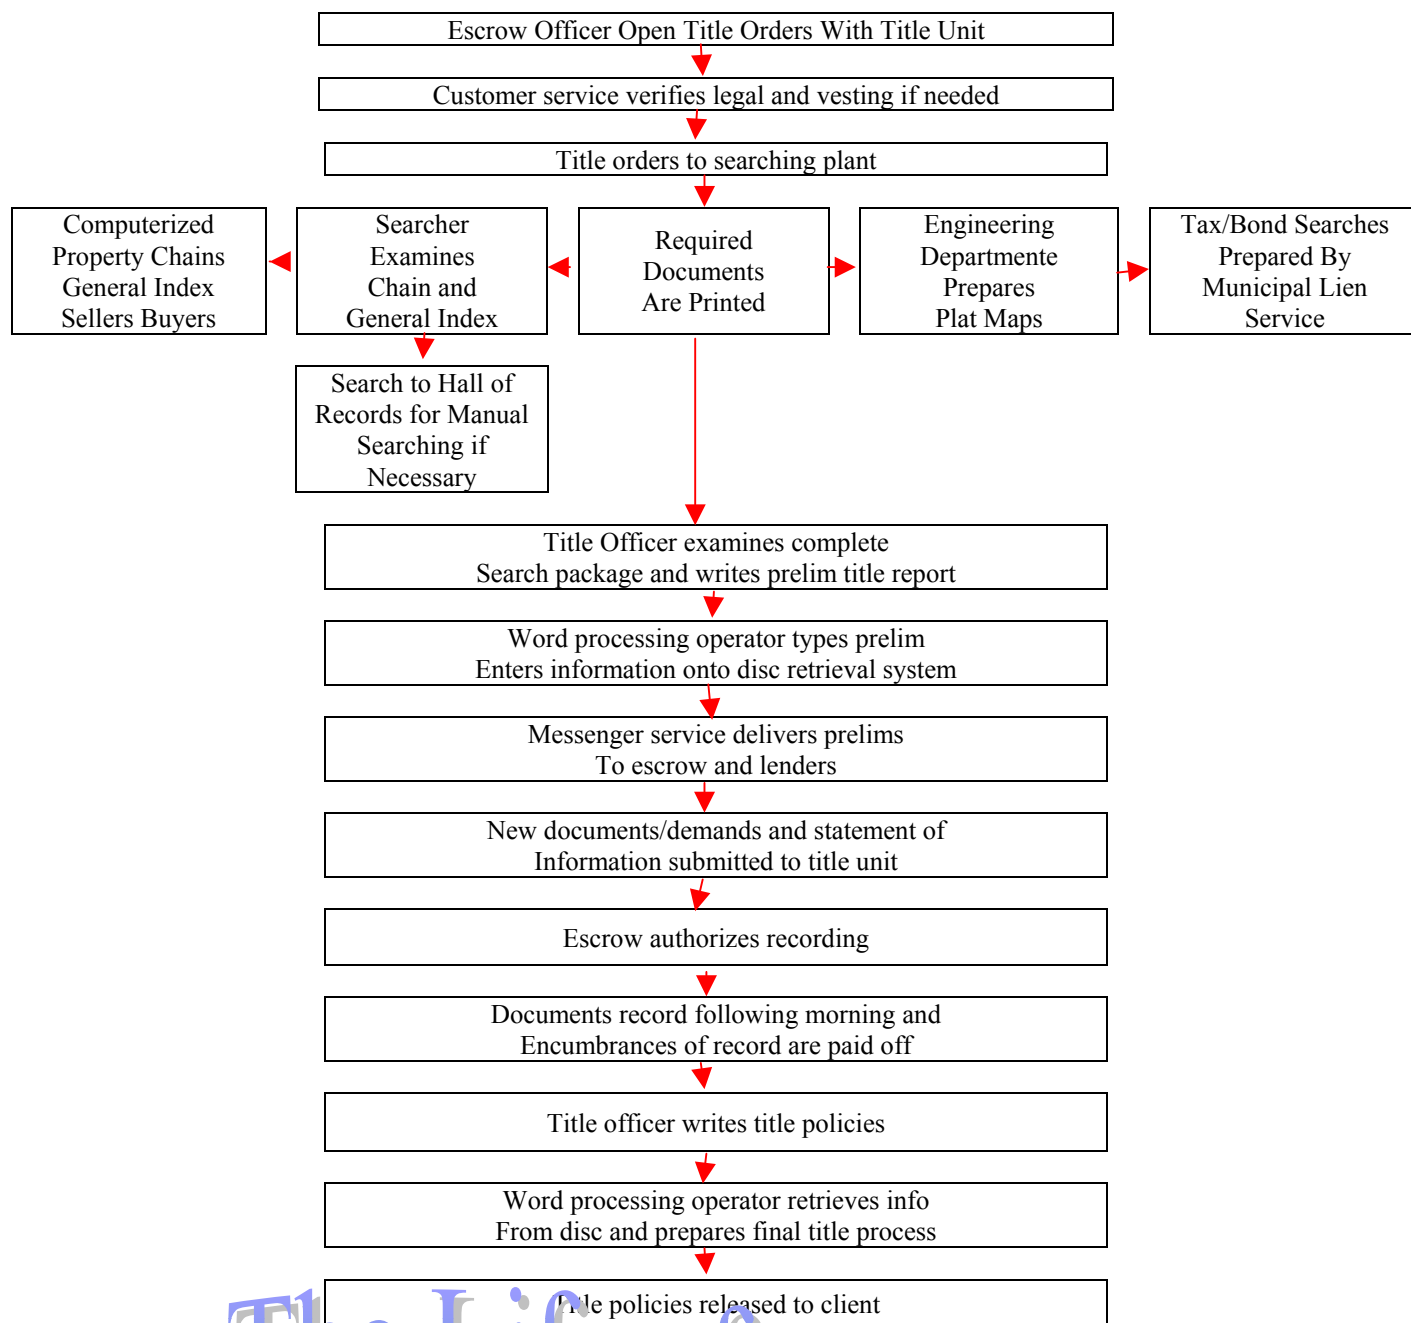 Escrow Officer Open Title Orders With Title Unit
Customer service verifies legal and vesting if needed
Title orders to searching plant
Computerized
Property Chains
General Index
Sellers Buyers
Searcher
Examines
Chain and
General Index
Required
Documents
Are Printed
Engineering
Departmente
Prepares
Plat Maps
Tax/Bond Searches
Prepared By
Municipal Lien
Service
Search to Hall of
Records for Manual
Searching if
Necessary
Title Officer examines complete
Search package and writes prelim title report
Word processing operator types prelim
Enters information onto disc retrieval system
Messenger service delivers prelims
To escrow and lenders
New documents/demands and statement of
Information submitted to title unit
Escrow authorizes recording
Documents record following morning and
Encumbrances of record are paid off
Title officer writes title policies
Word processing operator retrieves info
From disc and prepares final title process
Title policies released to client
The